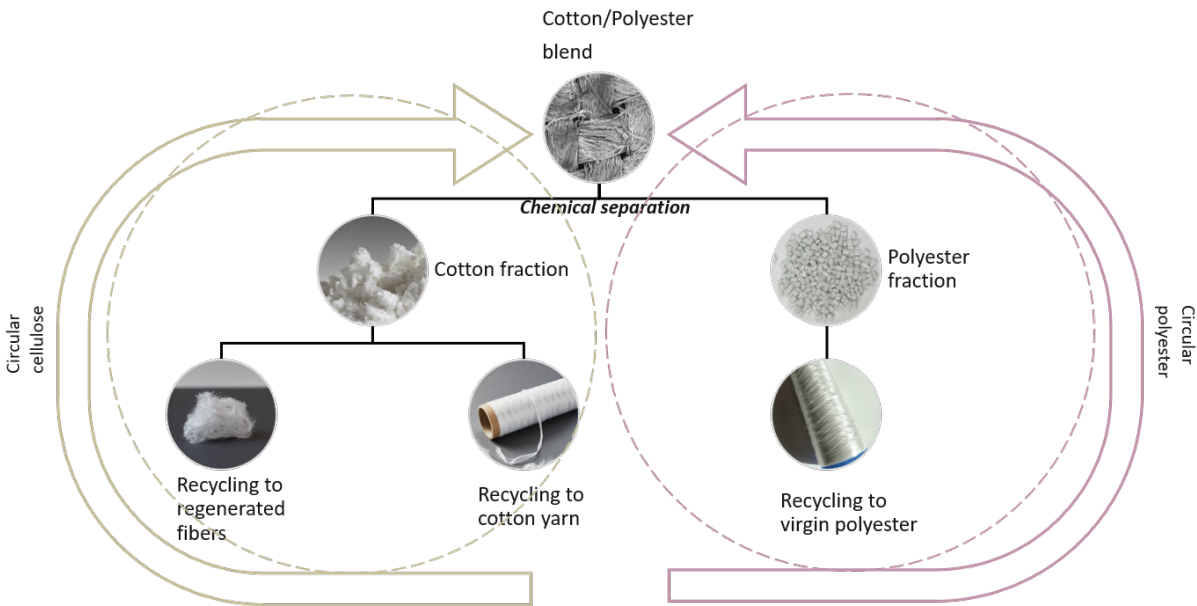 Cotton/Polyester
blend
Chemical separation
Cotton fraction
Polyester
fraction
Circular
cellulose
Circular
polyester
Recycling to
regenerated
fibers
Recycling to
cotton yarn
Recycling to
virgin polyester